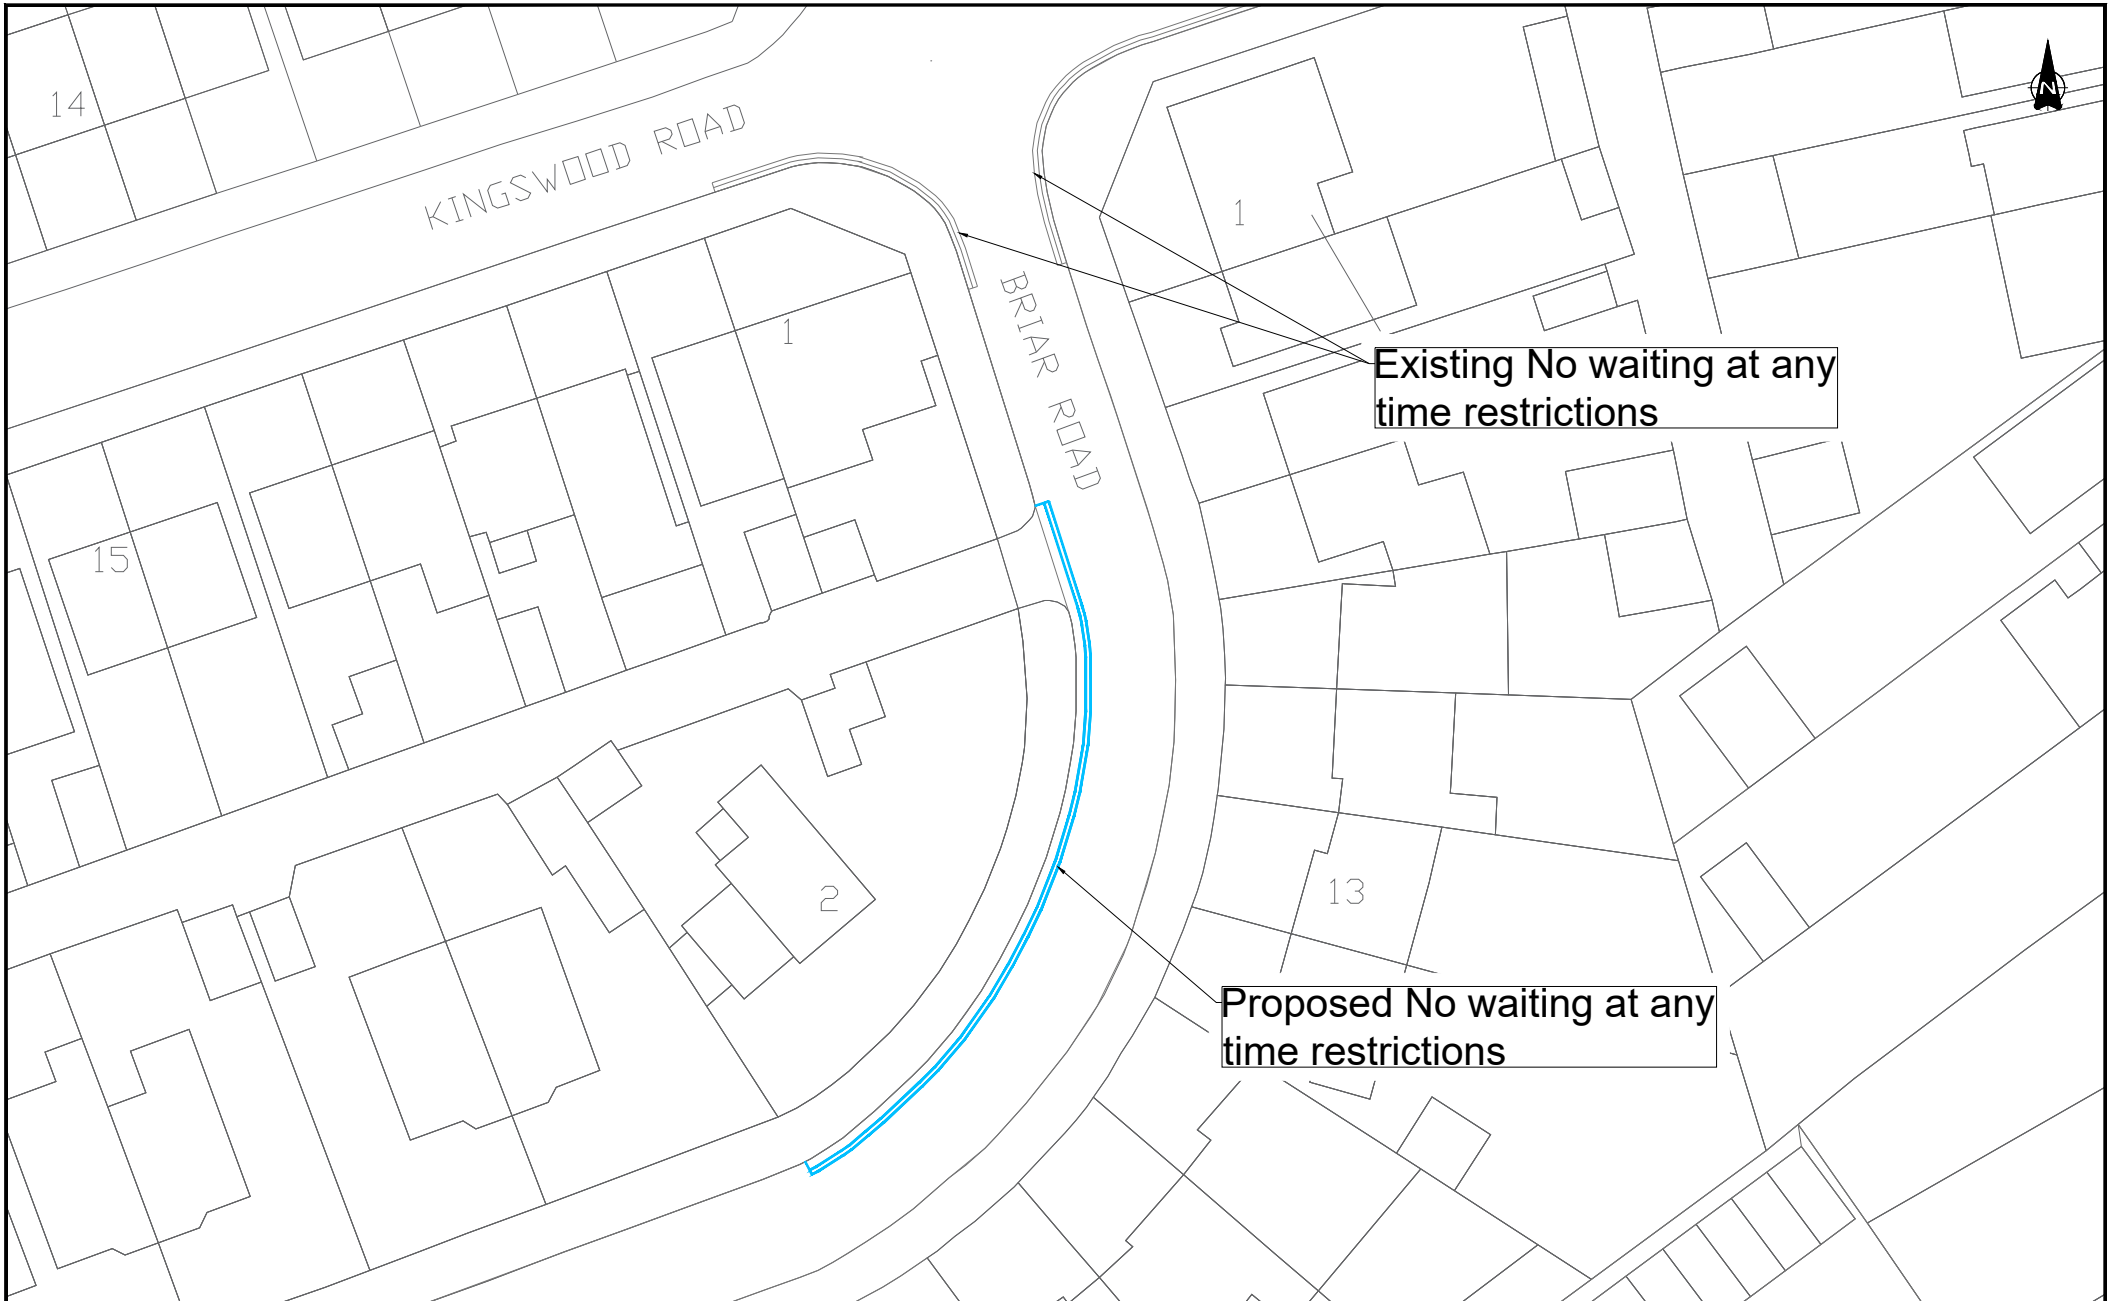 N
14
KINGSWOOD ROAD
1
BRIAR ROAD
1
Existing No waiting at any
time restrictions
15
2
13
Proposed No waiting at any
time restrictions